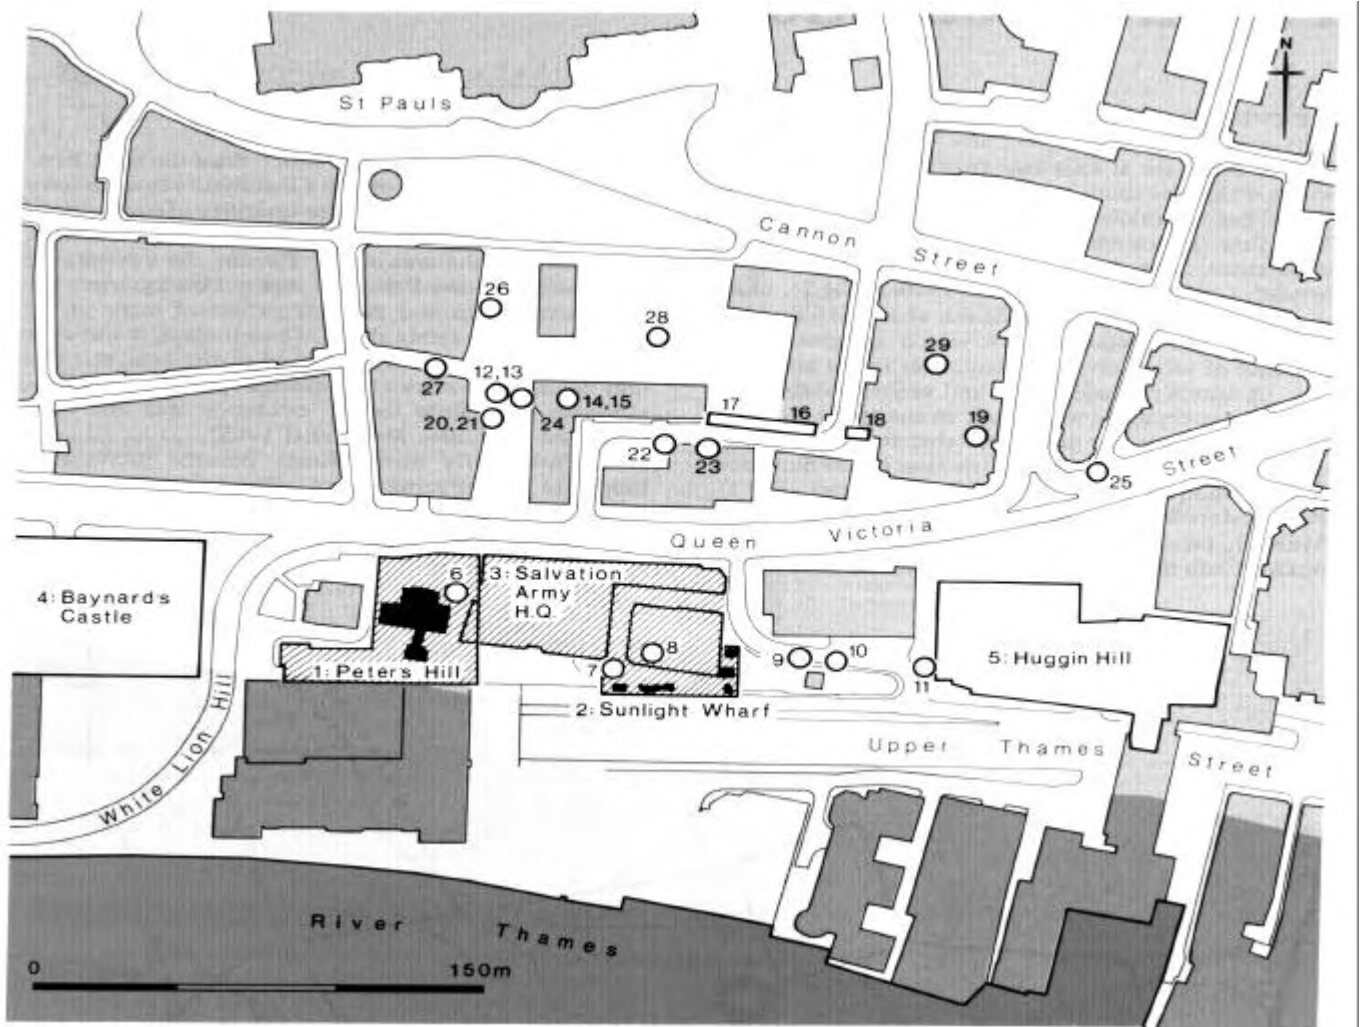 N
St Pauls
Cannon
Street
26
28
29
27
12,13
14,15
17
16
18
19
20,21
24
22
23
25
Street
Victoria
Queen
4: Baynard's
Castle
6
3: Salvation
Army
H.Q.
1: Peter's Hill
7
8
9
10
11
5: Huggin Hill
2: Sunlight Wharf
Upper Thames
Street
White Lion Hill
River Thames
0
150m